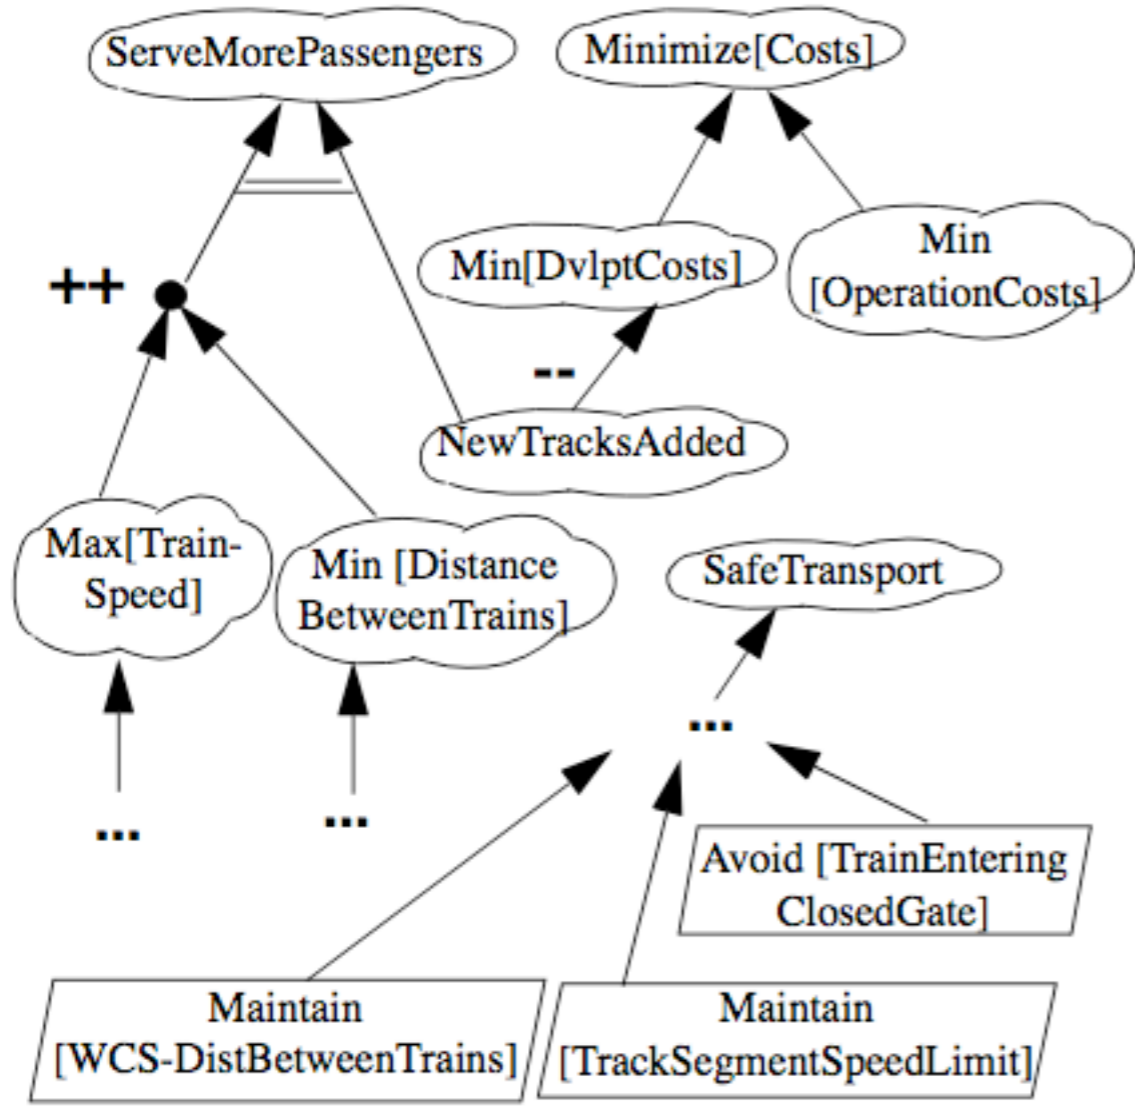 ServeMorePassengers
Minimize[Costs]
Min[DvlptCosts]
Min
[OperationCosts]
++
--
NewTracksAdded
Max[Train-
Speed]
Min [Distance
BetweenTrains]
SafeTransport
...
...
...
Avoid [TrainEntering
ClosedGate]
Maintain
[WCS-DistBetweenTrains]
Maintain
[TrackSegmentSpeedLimit]